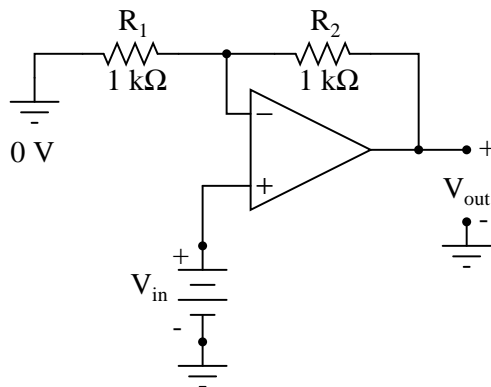 R1 R2
1 kΩ 1 kΩ
−
0 V
+
+
Vout
-
+
Vin
-